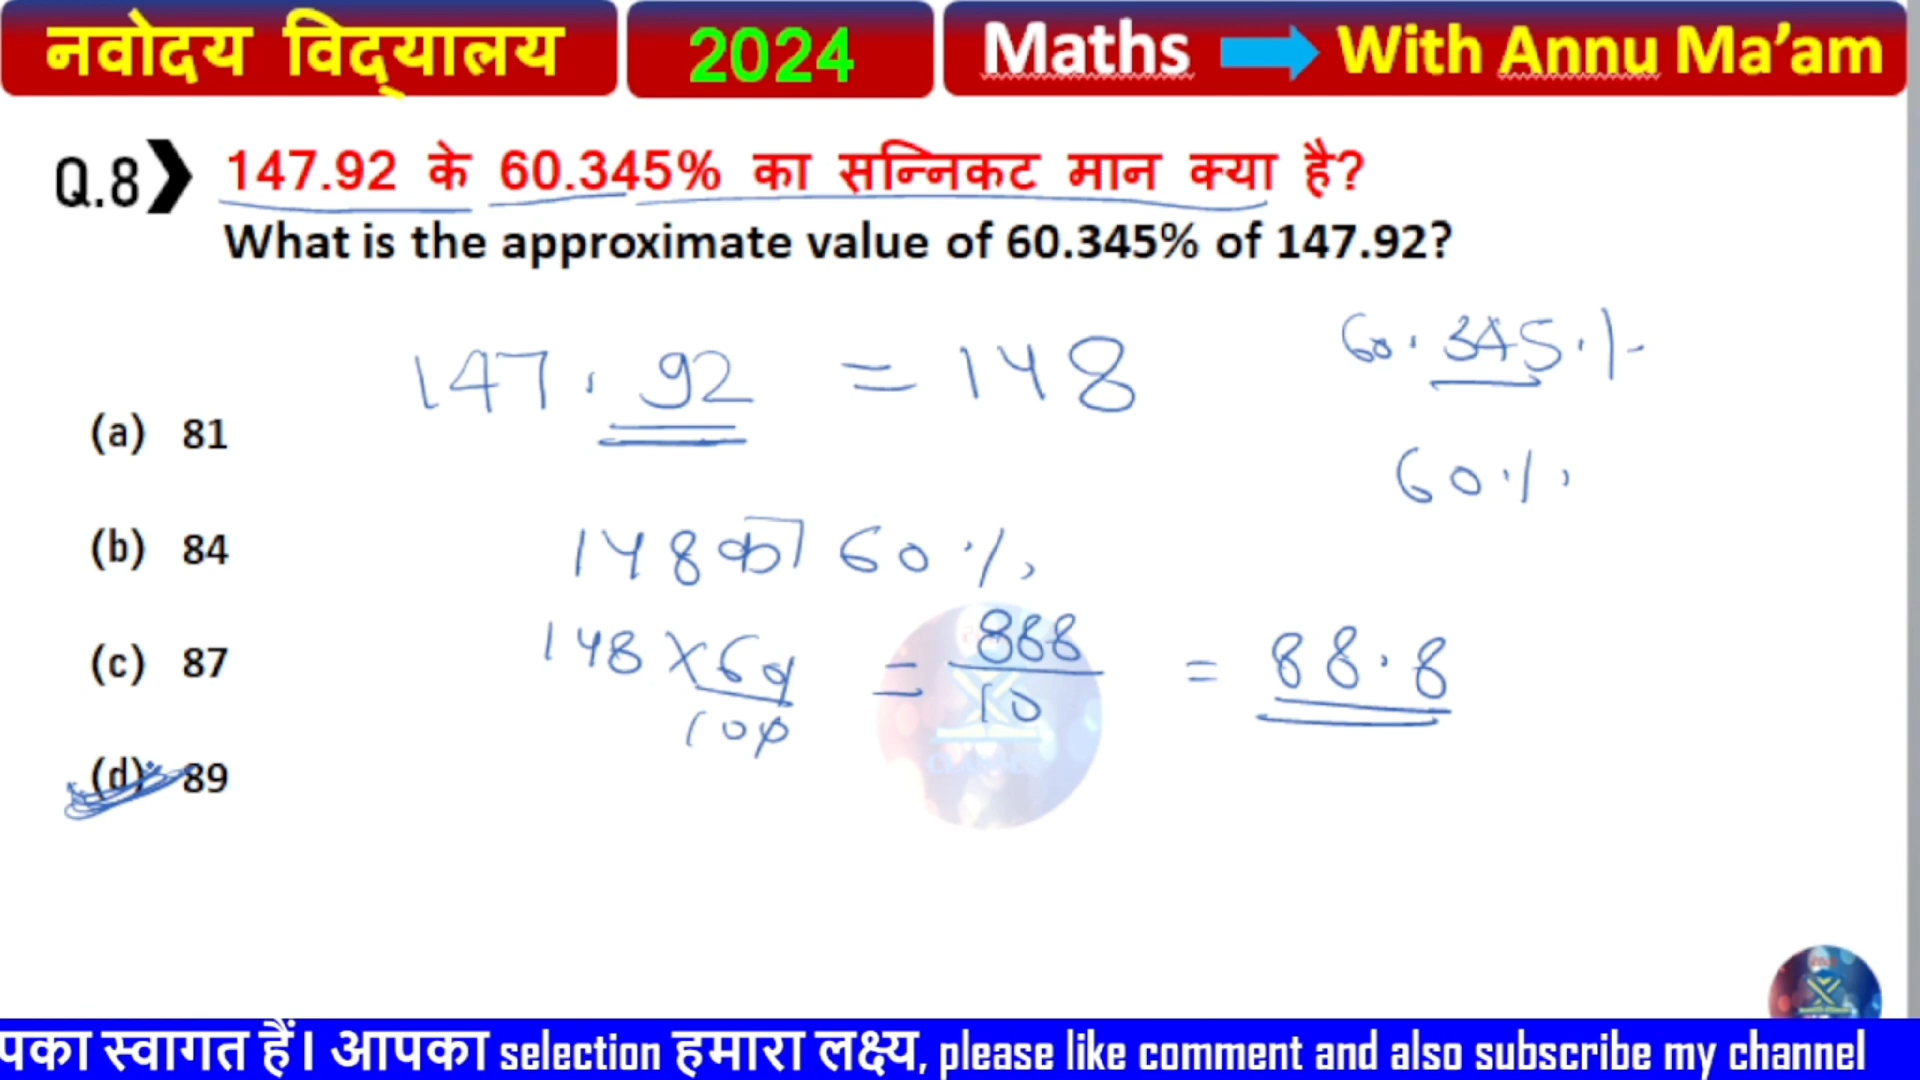 नवोदय विद्यालय 2024 Maths With Annu Ma'am
Q.8 147.92 के 60.345% का सन्निकट मान क्या है?
What is the approximate value of 60.345% of 147.92?
147.92 = 148
60.345%
(a) 81
60%
(b) 84
148 का 60%
(c) 87
148 × 60/100 = 888/10 = 88.8
(d) 89
पका स्वागत हैं। आपका selection हमारा लक्ष्य, please like comment and also subscribe my channel